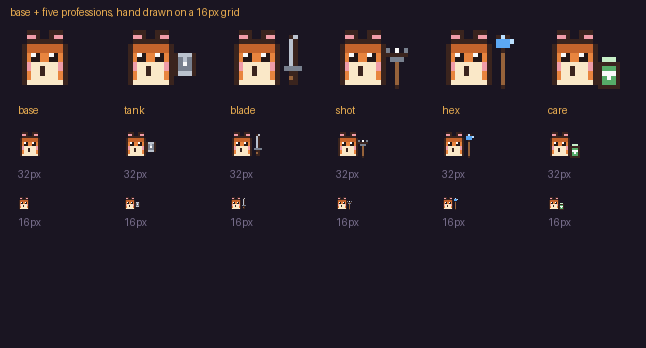 base + five professions, hand drawn on a 16px grid
base tank blade shot hex care
32px 32px 32px 32px 32px 32px
16px 16px 16px 16px 16px 16px